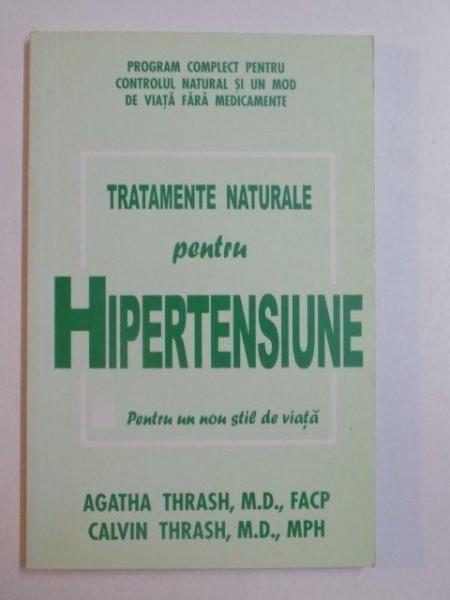 PROGRAM COMPLECT PENTRU
CONTROLUL NATURAL ȘI UN MOD
DE VIAȚĂ FĂRĂ MEDICAMENTE
TRATAMENTE NATURALE
pentru
HIPERTENSIUNE
Pentru un nou stil de viață
AGATHA THRASH, M.D., FACP
CALVIN THRASH, M.D., MPH